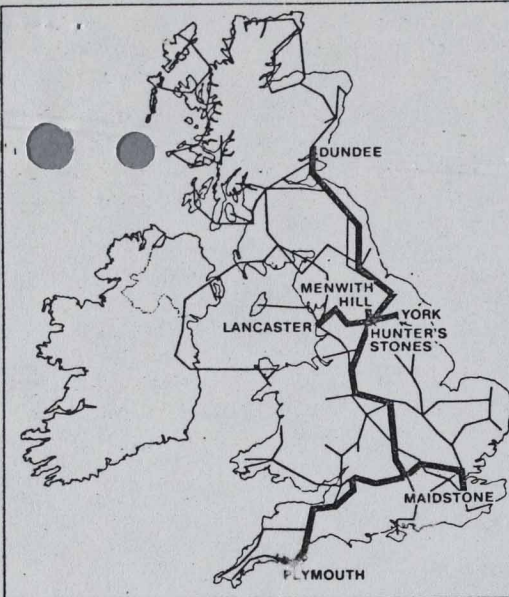 DUNDEE
MENWITH
HILL
YORK
LANCASTER
HUNTER'S
STONES
MAIDSTONE
PLYMOUTH